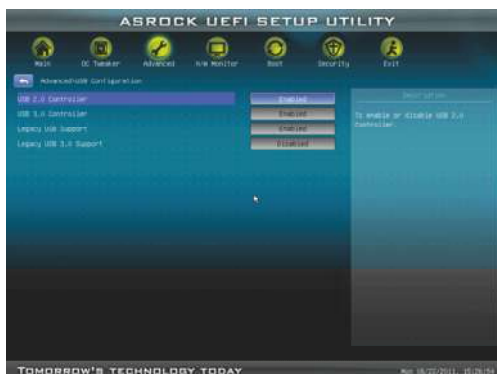 ASROCK UEFI SETUP UTILITY
Main OC Tweaker Advanced H/W Monitor Boot Security Exit
Advanced\USB Configuration
USB 2.0 Controller Enabled
USB 3.0 Controller Enabled
Legacy USB Support Enabled
Legacy USB 3.0 Support Disabled
Description
To enable or disable USB 2.0
Controller.
TOMORROW'S TECHNOLOGY TODAY
Mon